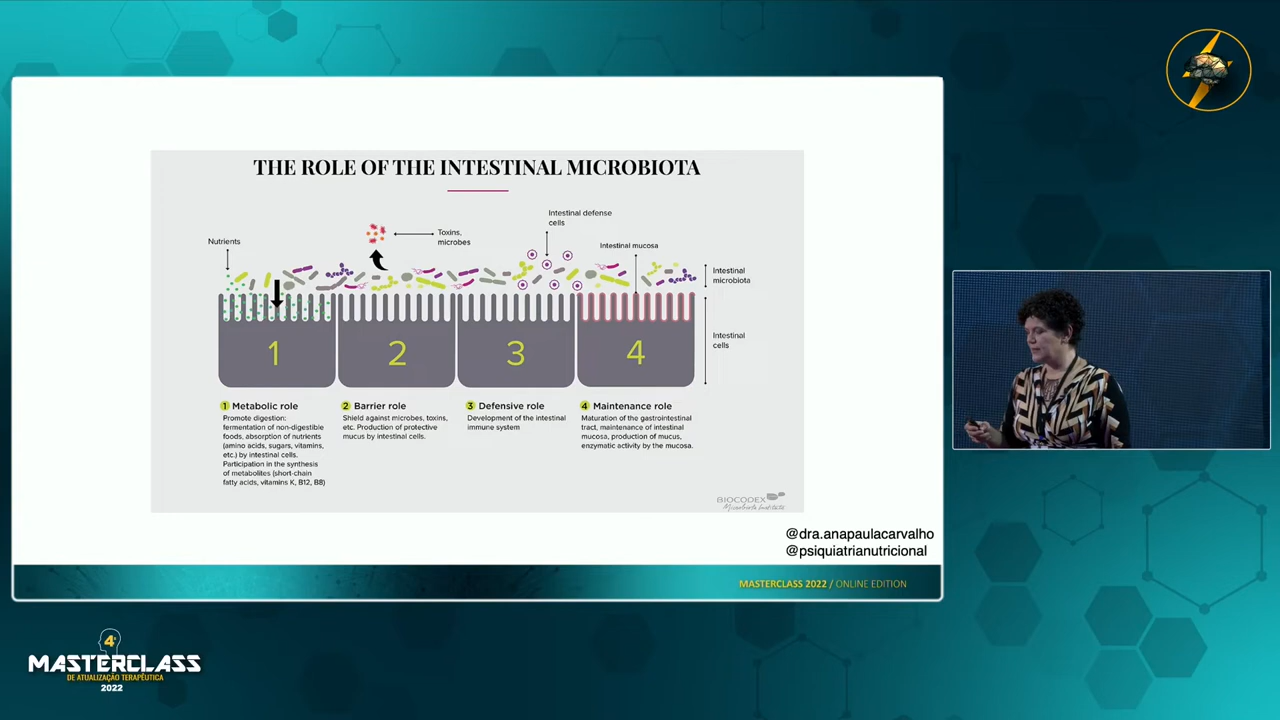 THE ROLE OF THE INTESTINAL MICROBIOTA
Intestinal defense
cells
Toxins,
microbes
Nutrients
Intestinal mucosa
Intestinal
microbiota
Intestinal
cells
1
2
3
4
1 Metabolic role
Promote digestion:
fermentation of non-digestible
foods, absorption of nutrients
(amino acids, sugars, vitamins,
etc.) by intestinal cells.
Participation in the synthesis
of metabolites (short-chain
fatty acids, vitamins K, B12, B8)
2 Barrier role
Shield against microbes, toxins,
etc. Production of protective
mucus by intestinal cells.
3 Defensive role
Development of the intestinal
immune system
4 Maintenance role
Maturation of the gastrointestinal
tract, maintenance of intestinal
mucosa, production of mucus,
enzymatic activity by the mucosa.
BIOCODEX
Microbiota Institute
@dra.anapaulacarvalho
@psiquiatrianutricional
MASTERCLASS 2022 / ONLINE EDITION
4ª
MASTERCLASS
DE ATUALIZAÇÃO TERAPÊUTICA
2022